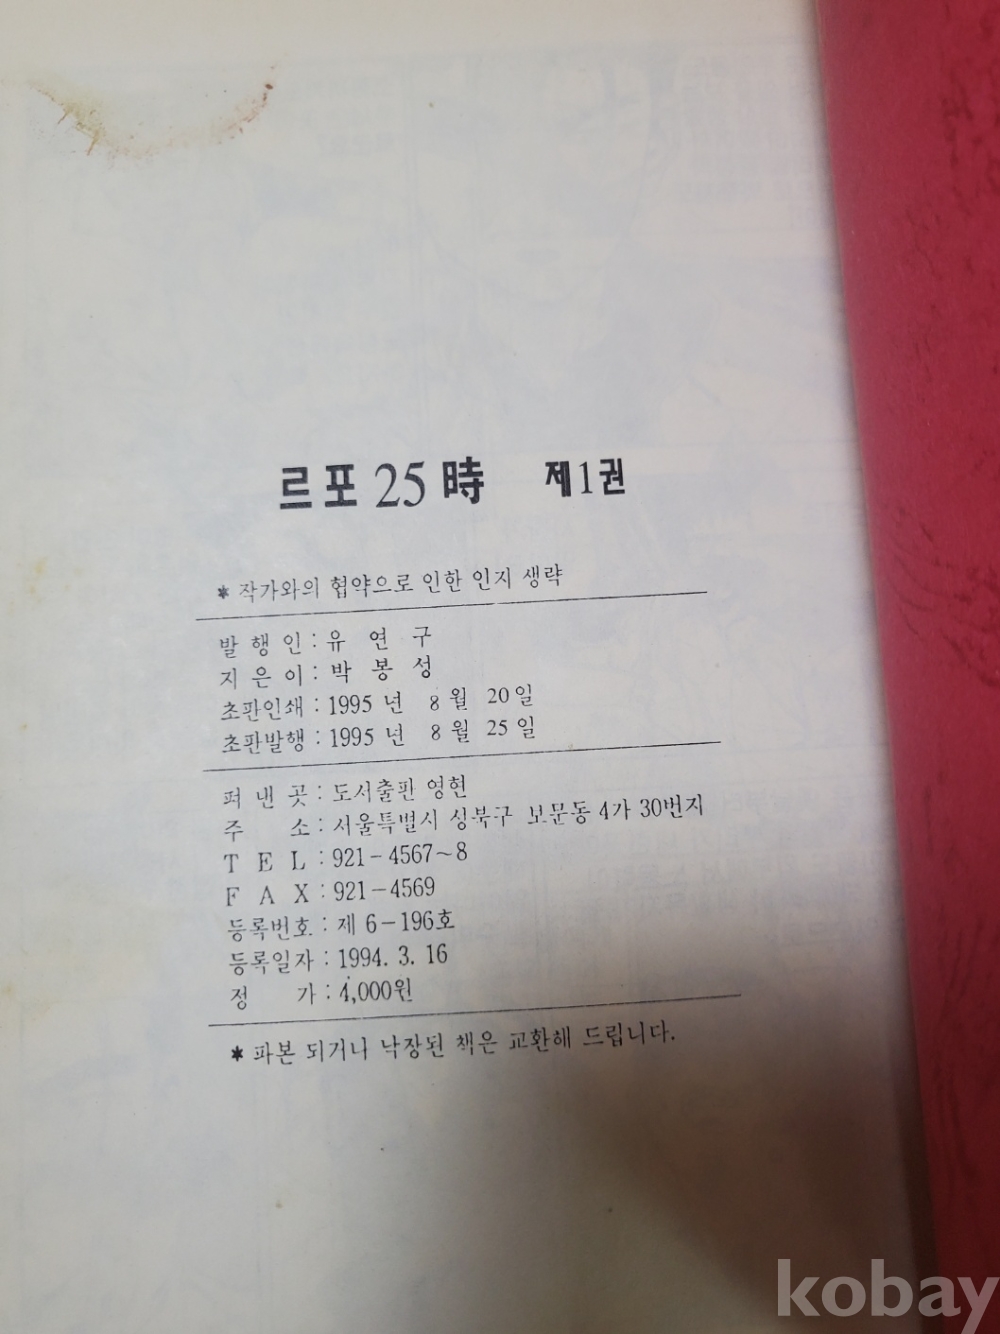 르포 25 時 제1권
* 작가와의 협약으로 인한 인지 생략
발 행 인 : 유 연 구
지 은 이 : 박 봉 성
초판인쇄 : 1995 년 8 월 20 일
초판발행 : 1995 년 8 월 25 일
펴 낸 곳 : 도서출판 영현
주 소 : 서울특별시 성북구 보문동 4가 30번지
T E L : 921-4567~8
F A X : 921-4569
등록번호 : 제 6-196호
등록일자 : 1994. 3. 16
정 가 : 4,000원
* 파본 되거나 낙장된 책은 교환해 드립니다.
kobay